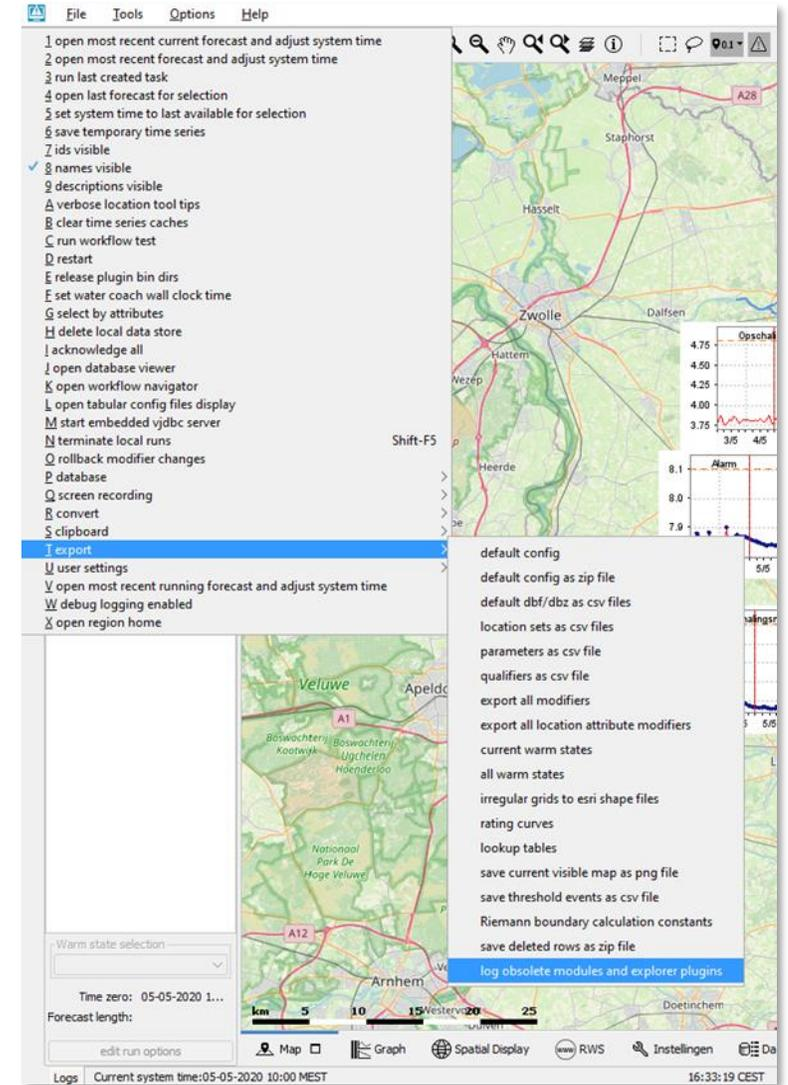 File Tools Options Help
1 open most recent current forecast and adjust system time
2 open most recent forecast and adjust system time
3 run last created task
4 open last forecast for selection
5 set system time to last available for selection
6 save temporary time series
7 ids visible
8 names visible
9 descriptions visible
A verbose location tool tips
B clear time series caches
C run workflow test
D restart
E release plugin bin dirs
F set water coach wall clock time
G select by attributes
H delete local data store
I acknowledge all
J open database viewer
K open workflow navigator
L open tabular config files display
M start embedded vjdbc server
N terminate local runs Shift-F5
O rollback modifier changes
P database
Q screen recording
R convert
S clipboard
T export
U user settings
V open most recent running forecast and adjust system time
W debug logging enabled
X open region home
default config
default config as zip file
default dbf/dbz as csv files
location sets as csv files
parameters as csv file
qualifiers as csv file
export all modifiers
export all location attribute modifiers
current warm states
all warm states
irregular grids to esri shape files
rating curves
lookup tables
save current visible map as png file
save threshold events as csv file
Riemann boundary calculation constants
save deleted rows as zip file
log obsolete modules and explorer plugins
0.1
Meppel
A28
Staphorst
Hasselt
Zwolle
Dalfsen
Hattem
Wezep
Heerde
Opschal
4.75
4.50
4.25
4.00
3.75
3/5 4/5
Alarm
8.1
8.0
7.9
5/5
5/5
Veluwe
Apeldo
A1
Boswachterij
Kootwijk
Boswachterij
Ugchelen
Hoenderloo
Nationaal
Park De
Hoge Veluwe
A12
Arnhem
Westervo
Duiven
Doetinchem
km 5 10 15 20 25
Warm state selection
Time zero: 05-05-2020 1...
Forecast length:
edit run options
Map Graph Spatial Display www RWS Instellingen Da
Logs Current system time:05-05-2020 10:00 MEST 16:33:19 CEST